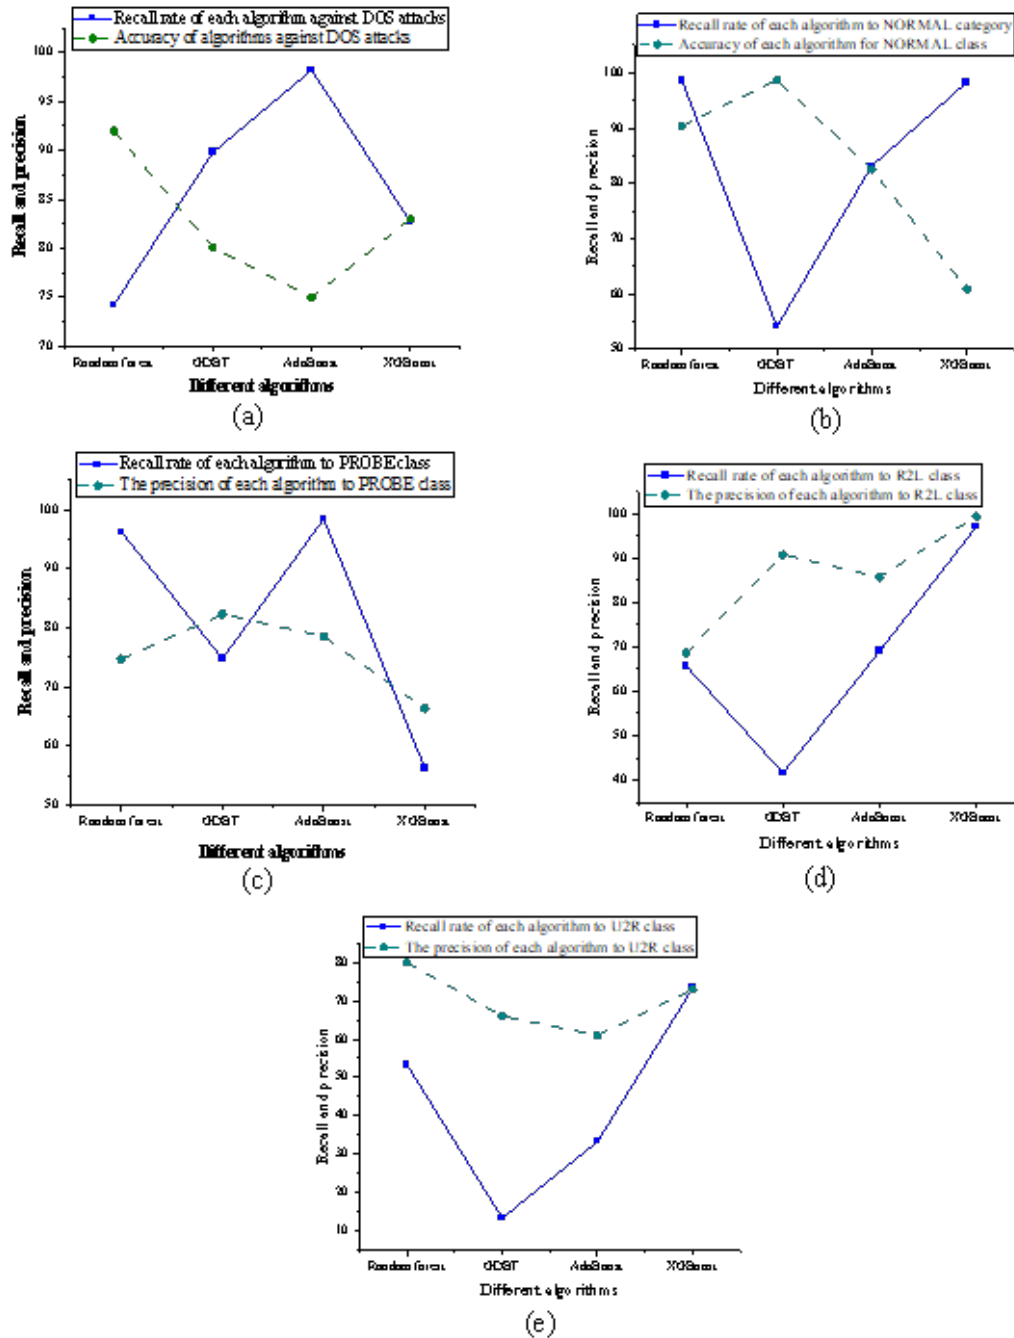 Recall rate of each algorithm against DOS attacks
Accuracy of algorithms against DOS attacks
100
95
90
85
80
75
70
Recall and precision
Random forest GDBT AdaBoost XGBoost
Different algorithms
(a)
Recall rate of each algorithm to NORMAL category
Accuracy of each algorithm for NORMAL class
100
90
80
70
60
50
Recall and precision
Random forest GDBT AdaBoost XGBoost
Different algorithms
(b)
Recall rate of each algorithm to PROBE class
The precision of each algorithm to PROBE class
100
90
80
70
60
50
Recall and precision
Random forest GDBT AdaBoost XGBoost
Different algorithms
(c)
Recall rate of each algorithm to R2L class
The precision of each algorithm to R2L class
100
90
80
70
60
50
40
Recall and precision
Random forest GDBT AdaBoost XGBoost
Different algorithms
(d)
Recall rate of each algorithm to U2R class
The precision of each algorithm to U2R class
80
70
60
50
40
30
20
10
Recall and precision
Random forest GDBT AdaBoost XGBoost
Different algorithms
(e)